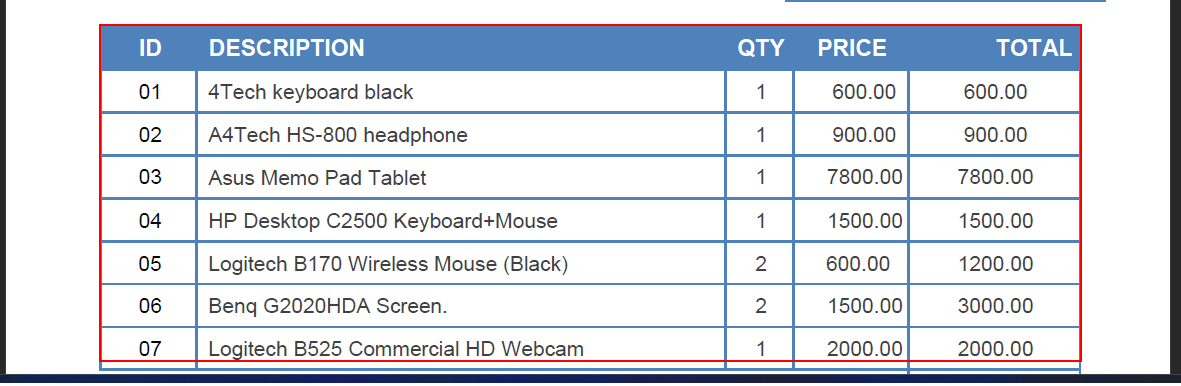 ID DESCRIPTION QTY PRICE TOTAL
01 4Tech keyboard black 1 600.00 600.00
02 A4Tech HS-800 headphone 1 900.00 900.00
03 Asus Memo Pad Tablet 1 7800.00 7800.00
04 HP Desktop C2500 Keyboard+Mouse 1 1500.00 1500.00
05 Logitech B170 Wireless Mouse (Black) 2 600.00 1200.00
06 Benq G2020HDA Screen. 2 1500.00 3000.00
07 Logitech B525 Commercial HD Webcam 1 2000.00 2000.00